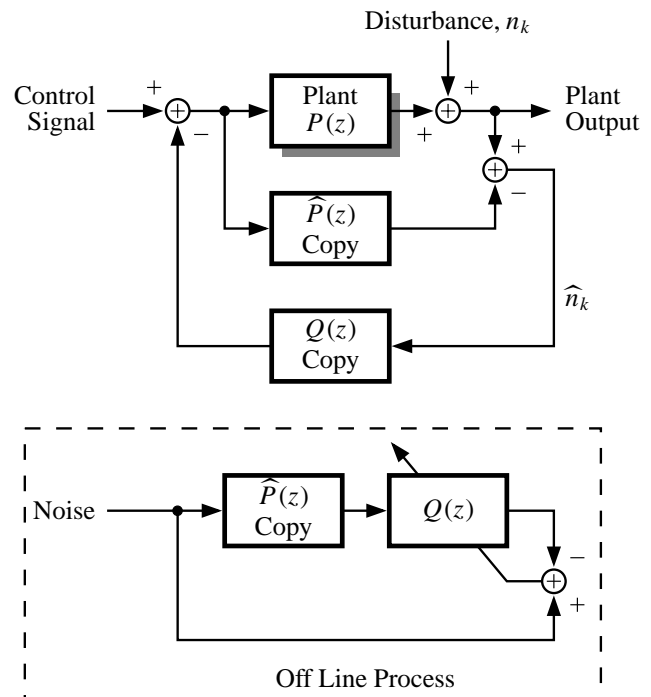 Disturbance, n_k
Control
Signal
+
+
−
Plant
P(z)
+
+
+
Plant
Output
+
+
−
P̂(z)
Copy
n̂_k
Q(z)
Copy
Noise
P̂(z)
Copy
Q(z)
−
+
+
Off Line Process